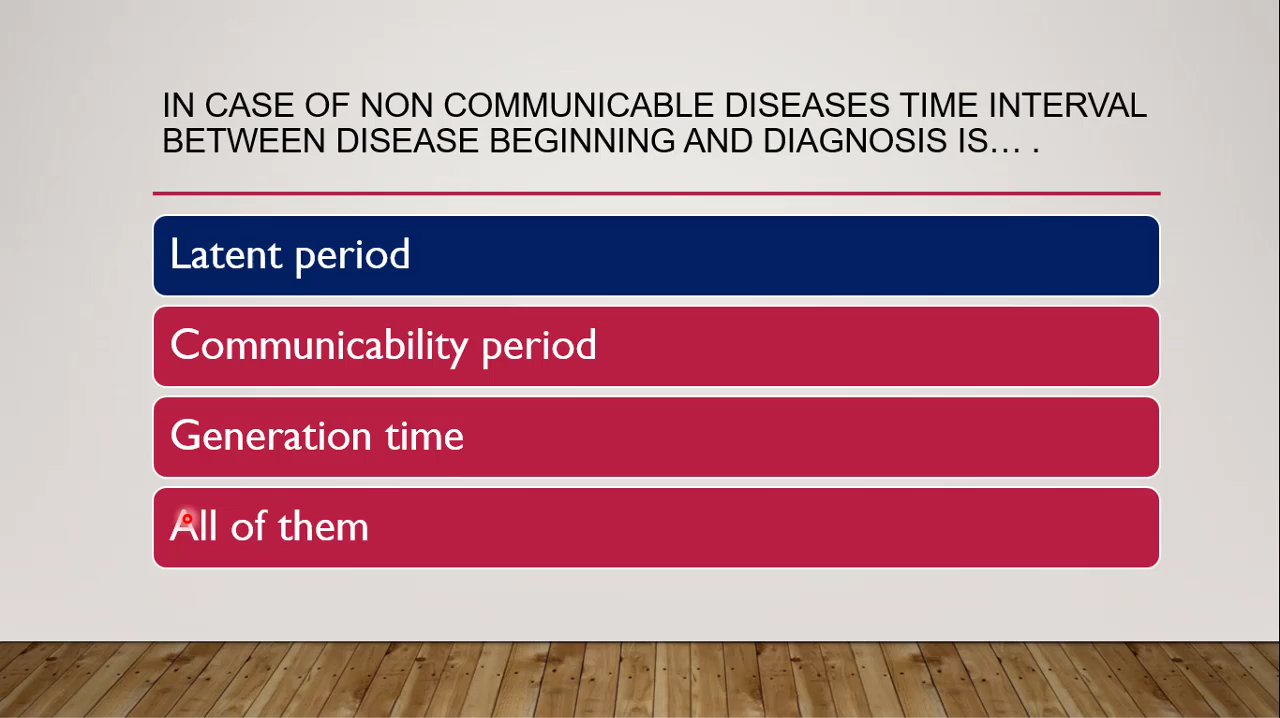 IN CASE OF NON COMMUNICABLE DISEASES TIME INTERVAL
BETWEEN DISEASE BEGINNING AND DIAGNOSIS IS... .
Latent period
Communicability period
Generation time
All of them